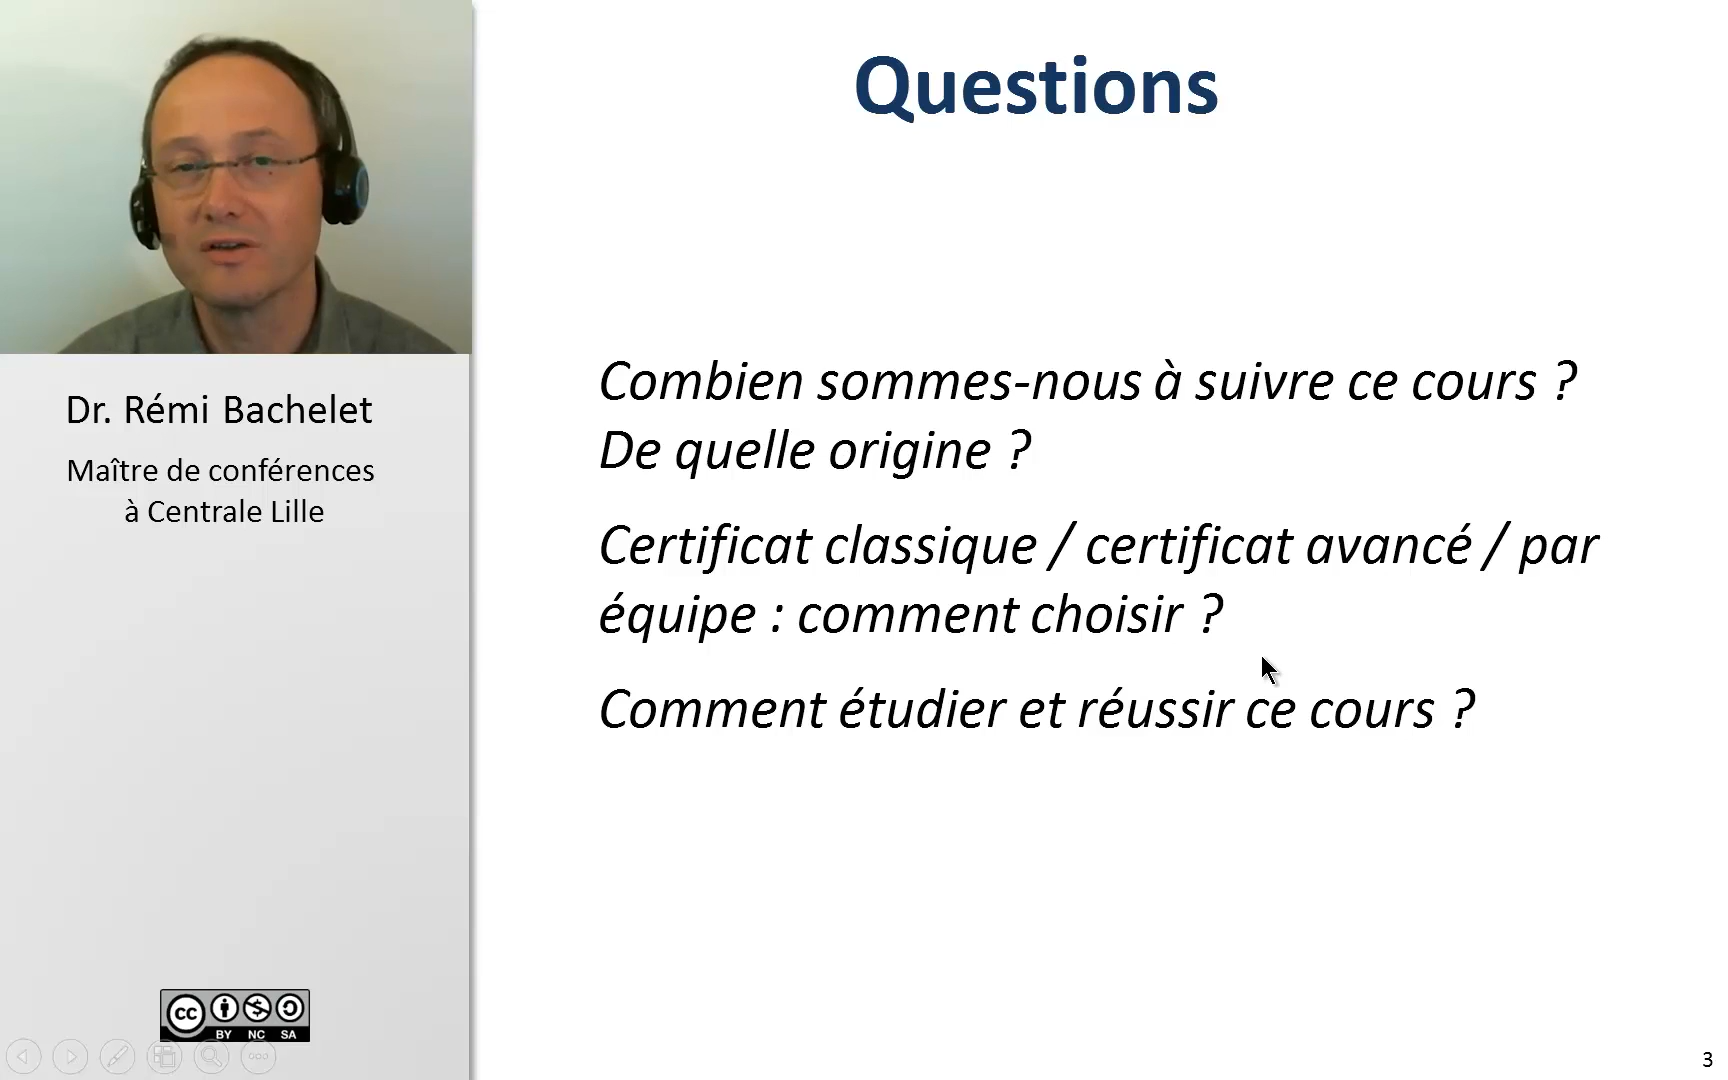 Questions
Combien sommes-nous à suivre ce cours ?
De quelle origine ?
Certificat classique / certificat avancé / par
équipe : comment choisir ?
Comment étudier et réussir ce cours ?
Dr. Rémi Bachelet
Maître de conférences
à Centrale Lille
cc
BY NC SA
3